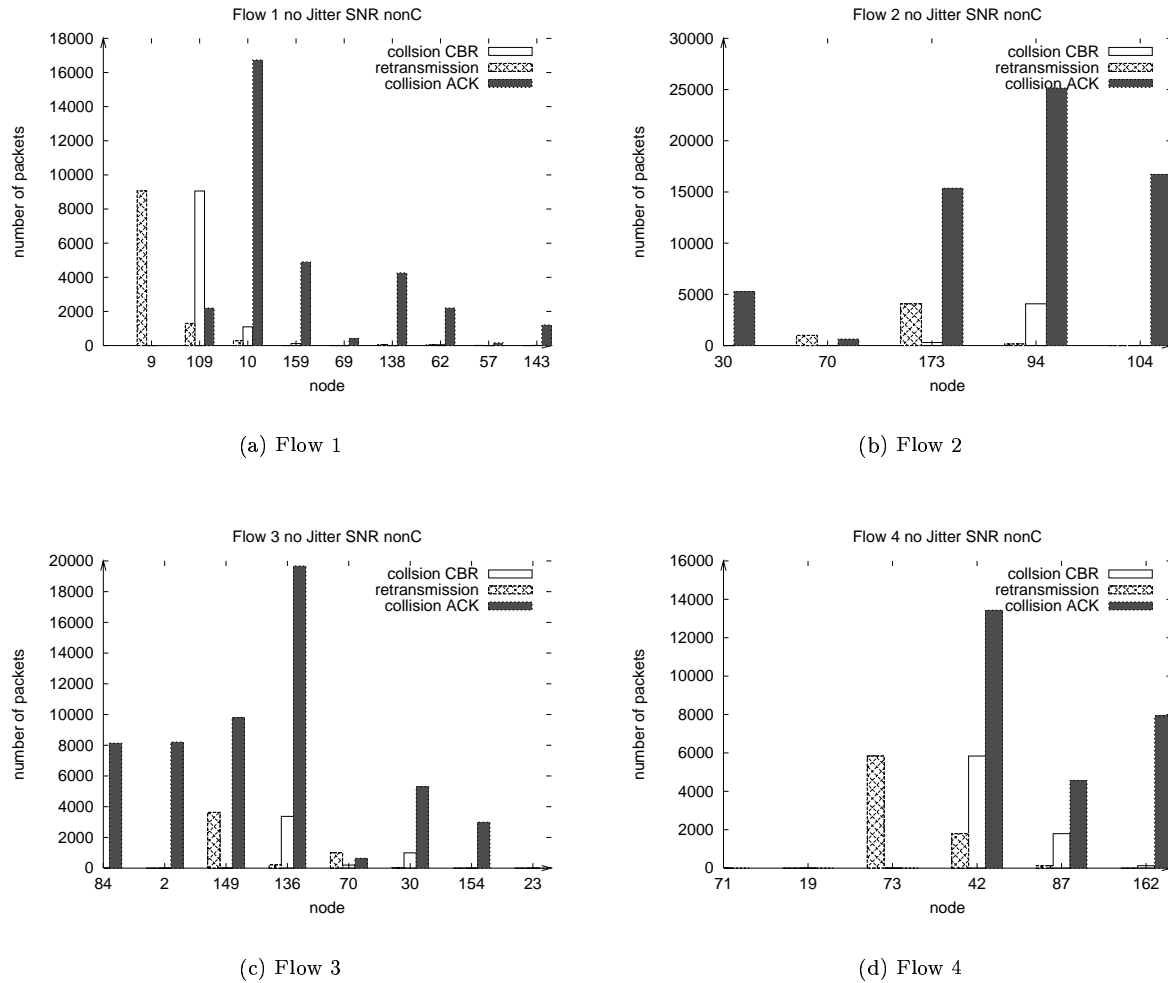 Flow 1 no Jitter SNR nonC
18000
16000
14000
12000
10000
8000
6000
4000
2000
0
number of packets
collsion CBR
retransmission
collision ACK
9 109 10 159 69 138 62 57 143
node
(a) Flow 1
Flow 2 no Jitter SNR nonC
30000
25000
20000
15000
10000
5000
0
number of packets
collsion CBR
retransmission
collision ACK
30 70 173 94 104
node
(b) Flow 2
Flow 3 no Jitter SNR nonC
20000
18000
16000
14000
12000
10000
8000
6000
4000
2000
0
number of packets
collsion CBR
retransmission
collision ACK
84 2 149 136 70 30 154 23
node
(c) Flow 3
Flow 4 no Jitter SNR nonC
16000
14000
12000
10000
8000
6000
4000
2000
0
number of packets
collsion CBR
retransmission
collision ACK
71 19 73 42 87 162
node
(d) Flow 4